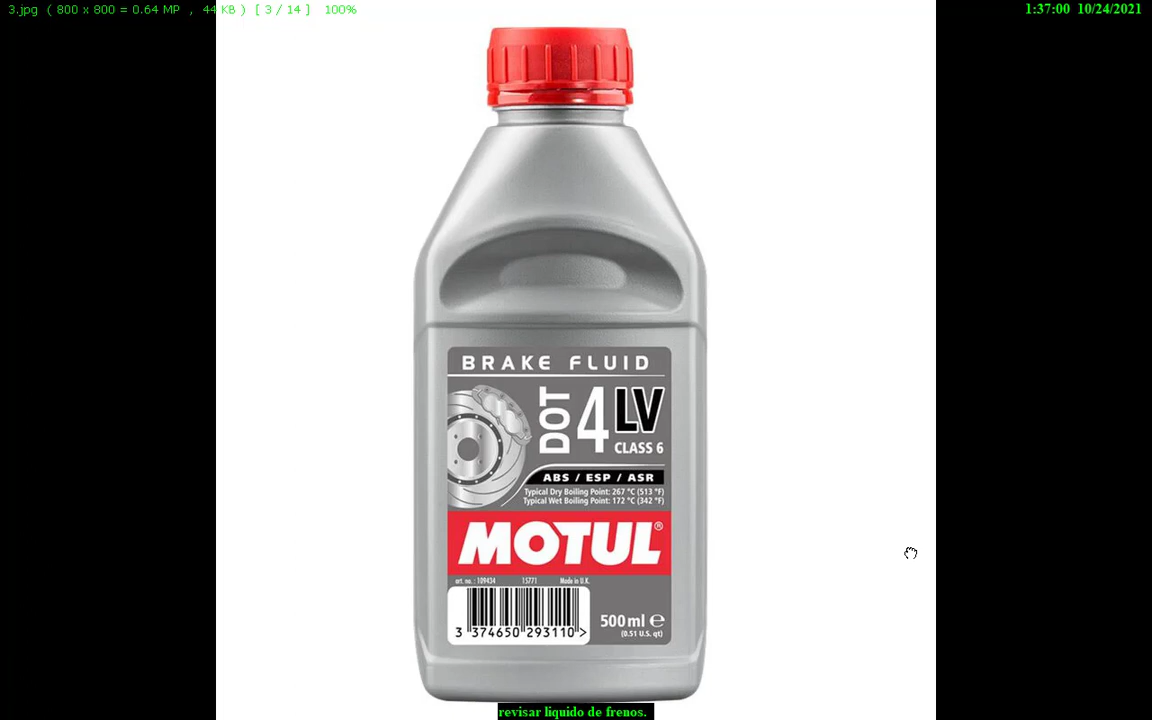 3.jpg ( 800 x 800 = 0.64 MP , 44 KB ) [ 3 / 14 ] 100%
1:37:00 10/24/2021
BRAKE FLUID
DOT 4 LV
CLASS 6
ABS / ESP / ASR
Typical Dry Boiling Point: 267 °C (513 °F)
Typical Wet Boiling Point: 172 °C (342 °F)
MOTUL®
art. no. : 109434 15771 Made in U.K.
3 374650 293110 >
500 ml ℮
(0.51 U.S. qt)
revisar liquido de frenos.